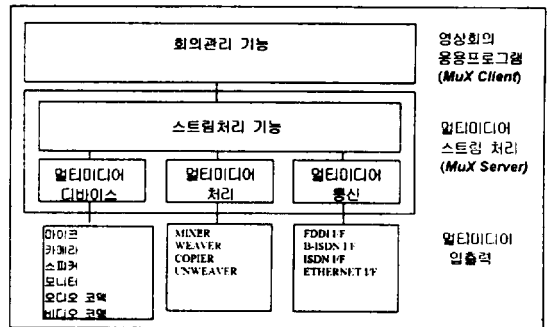 회의관리 기능
영상회의
응용프로그램
(MuX Client)
스트림처리 기능
멀티미디어
스트림 처리
(MuX Server)
멀티미디어
디바이스
멀티미디어
처리
멀티미디어
통신
마이크
카메라
스피커
모니터
오디오 코덱
비디오 코덱
MIXER
WEAVER
COPIER
UNWEAVER
FDDI I/F
B-ISDN I/F
ISDN I/F
ETHERNET I/F
멀티미디어
입출력